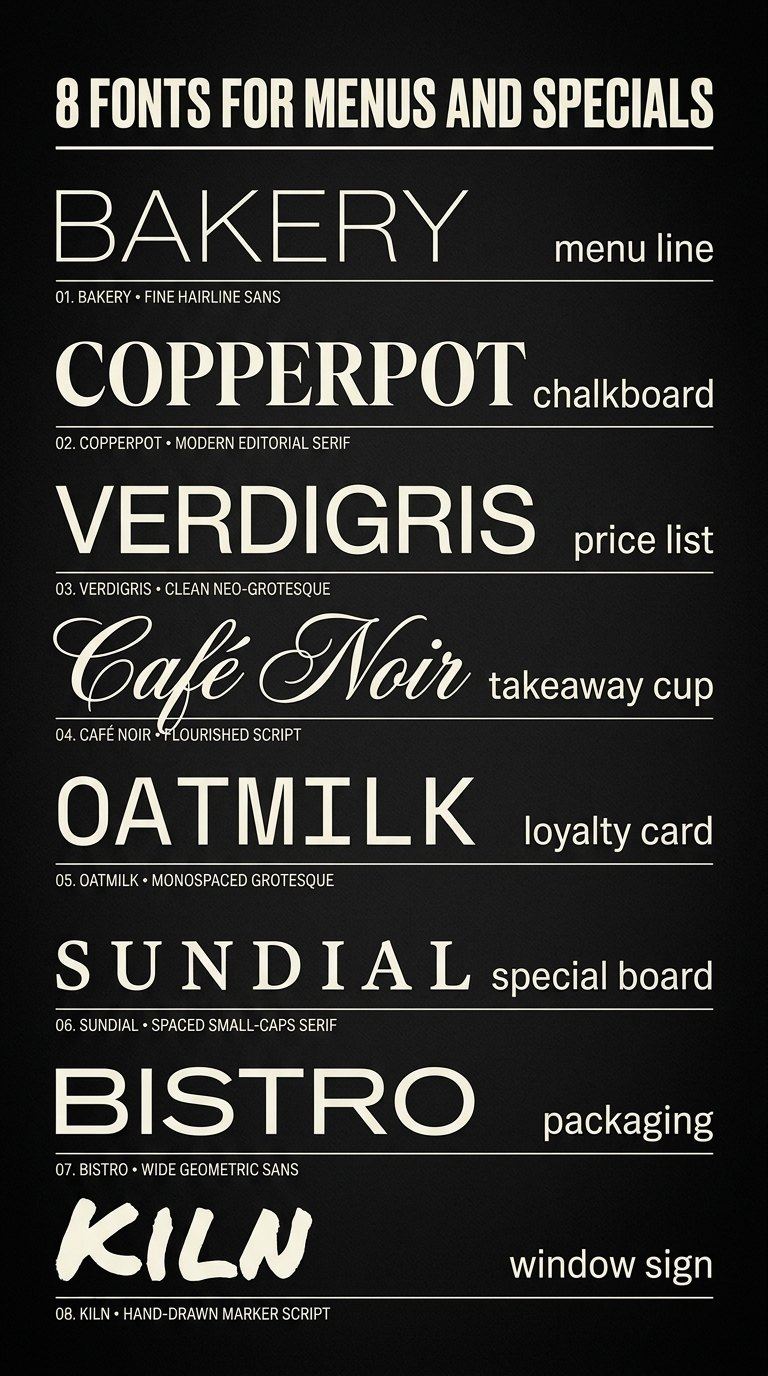 8 FONTS FOR MENUS AND SPECIALS
BAKERY menu line
01. BAKERY • FINE HAIRLINE SANS
COPPERPOT chalkboard
02. COPPERPOT • MODERN EDITORIAL SERIF
VERDIGRIS price list
03. VERDIGRIS • CLEAN NEO-GROTESQUE
Café Noir takeaway cup
04. CAFÉ NOIR • FLOURISHED SCRIPT
OATMILK loyalty card
05. OATMILK • MONOSPACED GROTESQUE
SUNDIAL special board
06. SUNDIAL • SPACED SMALL-CAPS SERIF
BISTRO packaging
07. BISTRO • WIDE GEOMETRIC SANS
KILN window sign
08. KILN • HAND-DRAWN MARKER SCRIPT